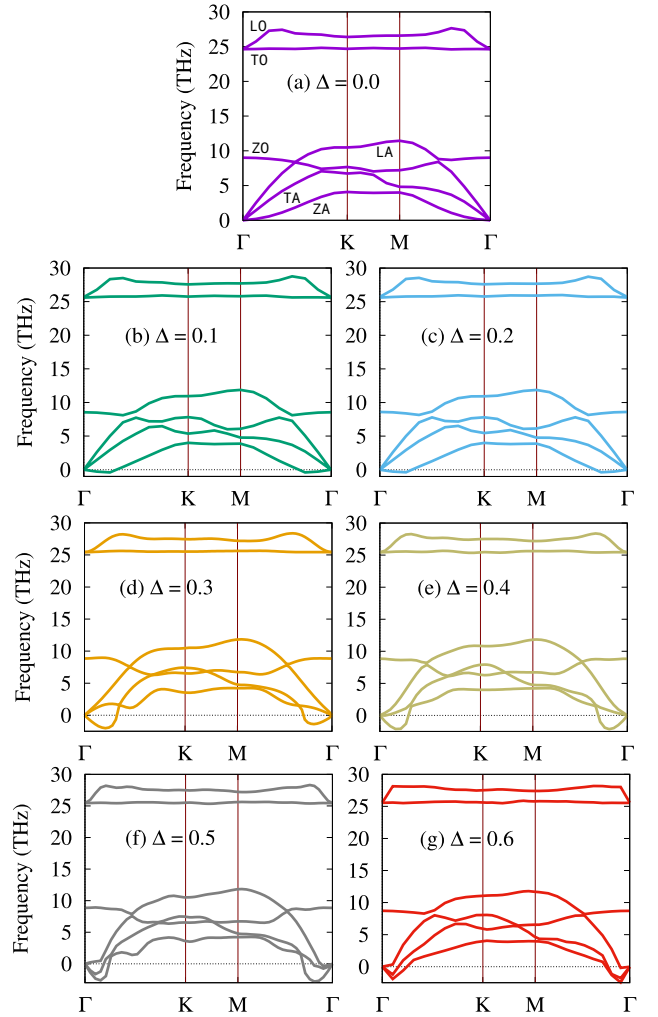 Frequency (THz)
30
25
20
15
10
5
0
LO
TO
(a) Δ = 0.0
ZO
LA
TA
ZA
Γ K M Γ
Frequency (THz)
30
25
20
15
10
5
0
(b) Δ = 0.1
Γ K M Γ
(c) Δ = 0.2
Γ K M Γ
Frequency (THz)
30
25
20
15
10
5
0
(d) Δ = 0.3
Γ K M Γ
(e) Δ = 0.4
Γ K M Γ
Frequency (THz)
30
25
20
15
10
5
0
(f) Δ = 0.5
Γ K M Γ
(g) Δ = 0.6
Γ K M Γ